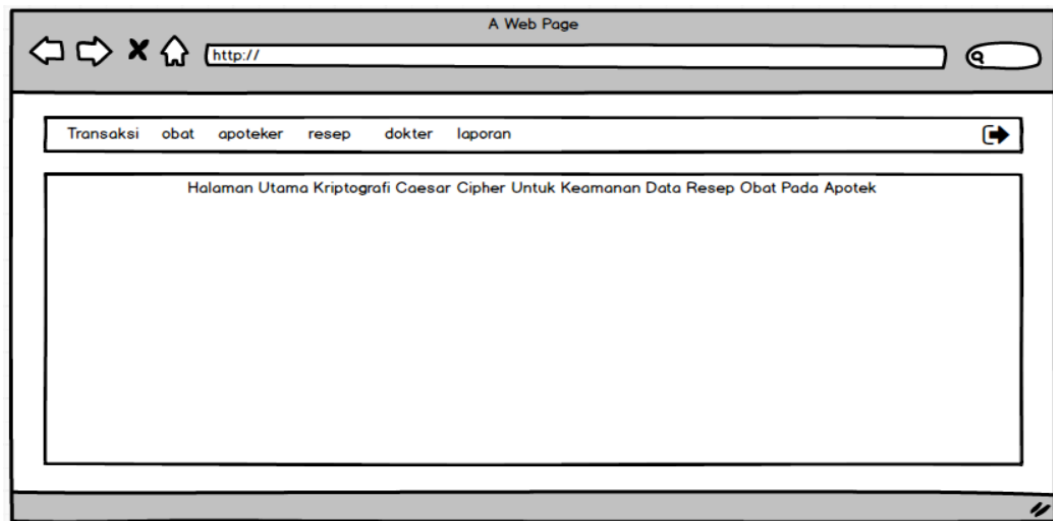 A Web Page
http://
Transaksi obat apoteker resep dokter laporan
Halaman Utama Kriptografi Caesar Cipher Untuk Keamanan Data Resep Obat Pada Apotek